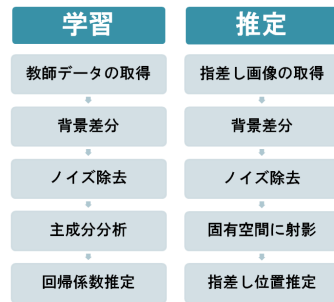 学習
教師データの取得
背景差分
ノイズ除去
主成分分析
回帰係数推定
推定
指差し画像の取得
背景差分
ノイズ除去
固有空間に射影
指差し位置推定